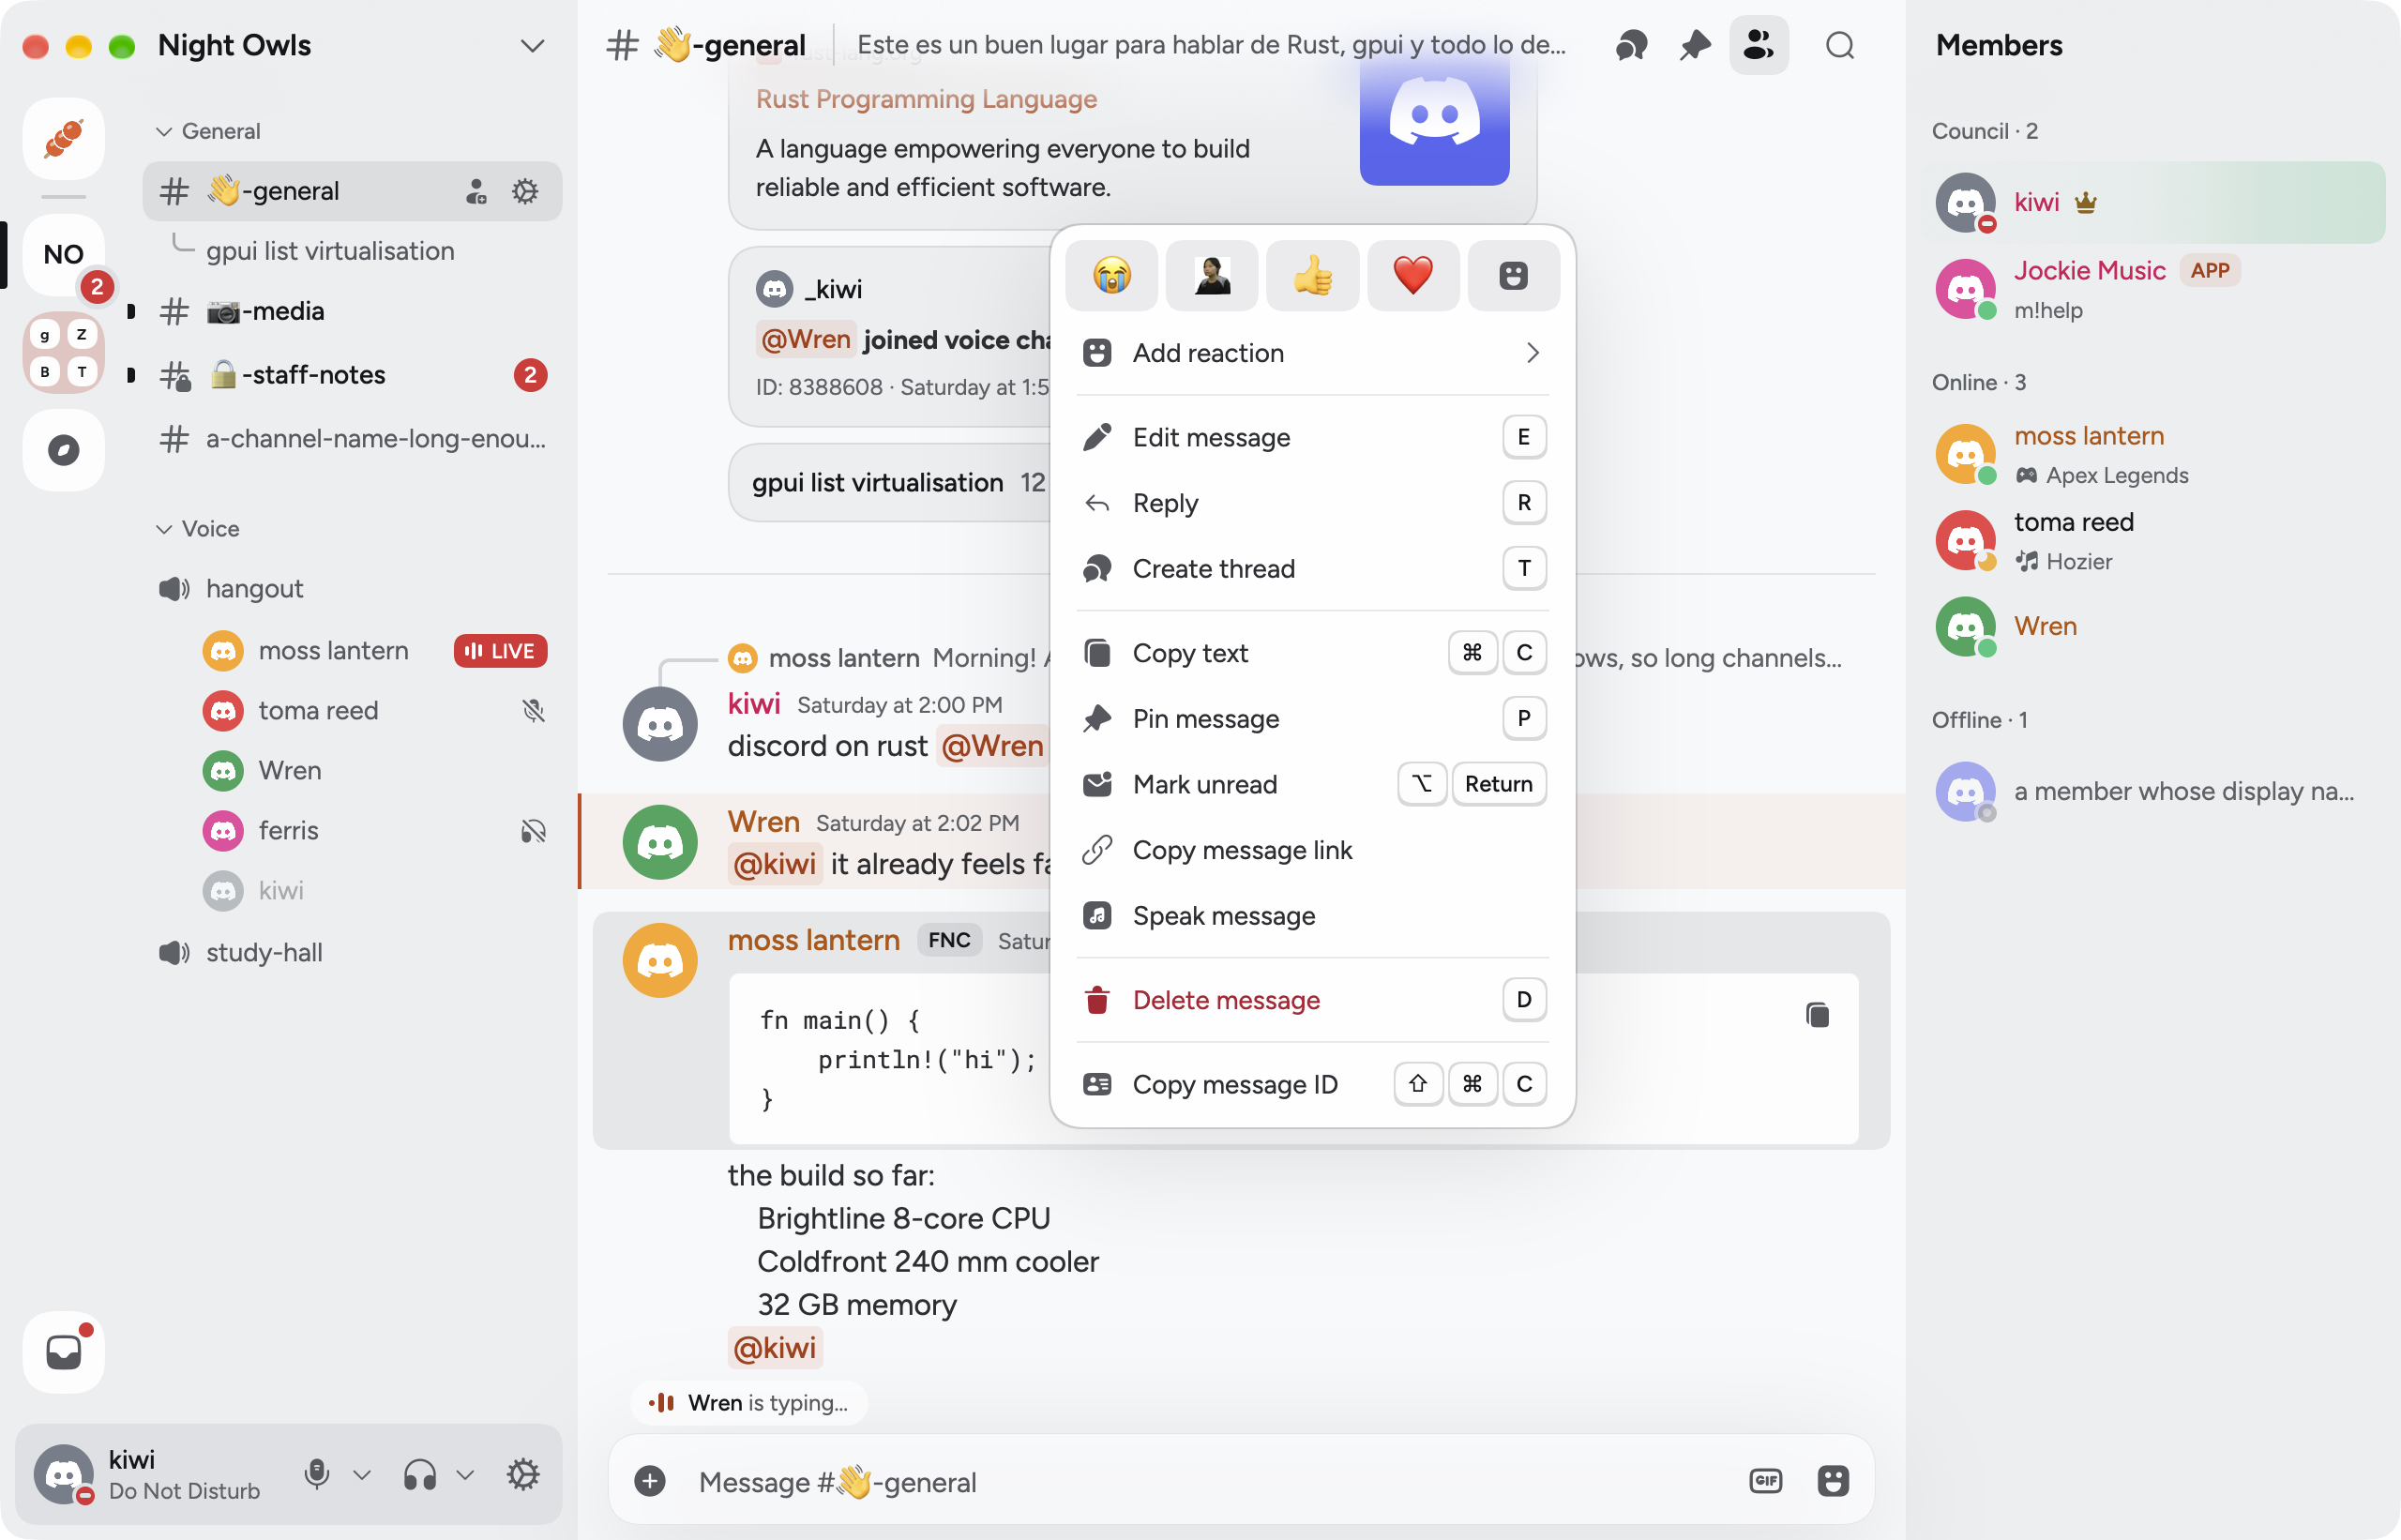 Night Owls
General
👋-general
gpui list virtualisation
📷-media
🔒-staff-notes
2
a-channel-name-long-enou...
Voice
hangout
moss lantern
LIVE
toma reed
Wren
ferris
kiwi
study-hall
NO
2
g
Z
B
T
kiwi
Do Not Disturb
👋-general
Este es un buen lugar para hablar de Rust, gpui y todo lo de...
rust-lang.org
Rust Programming Language
A language empowering everyone to build
reliable and efficient software.
_kiwi
@Wren joined voice cha
ID: 8388608 · Saturday at 1:5
gpui list virtualisation 12
moss lantern Morning! A
ows, so long channels...
kiwi Saturday at 2:00 PM
discord on rust @Wren
Wren Saturday at 2:02 PM
@kiwi it already feels fa
moss lantern FNC Satur
fn main() {
    println!("hi");
}
the build so far:
Brightline 8-core CPU
Coldfront 240 mm cooler
32 GB memory
@kiwi
Wren is typing...
Message #👋-general
GIF
Add reaction
Edit message E
Reply R
Create thread T
Copy text ⌘ C
Pin message P
Mark unread ⌥ Return
Copy message link
Speak message
Delete message D
Copy message ID ⇧ ⌘ C
Members
Council · 2
kiwi
Jockie Music APP
m!help
Online · 3
moss lantern
Apex Legends
toma reed
Hozier
Wren
Offline · 1
a member whose display na...